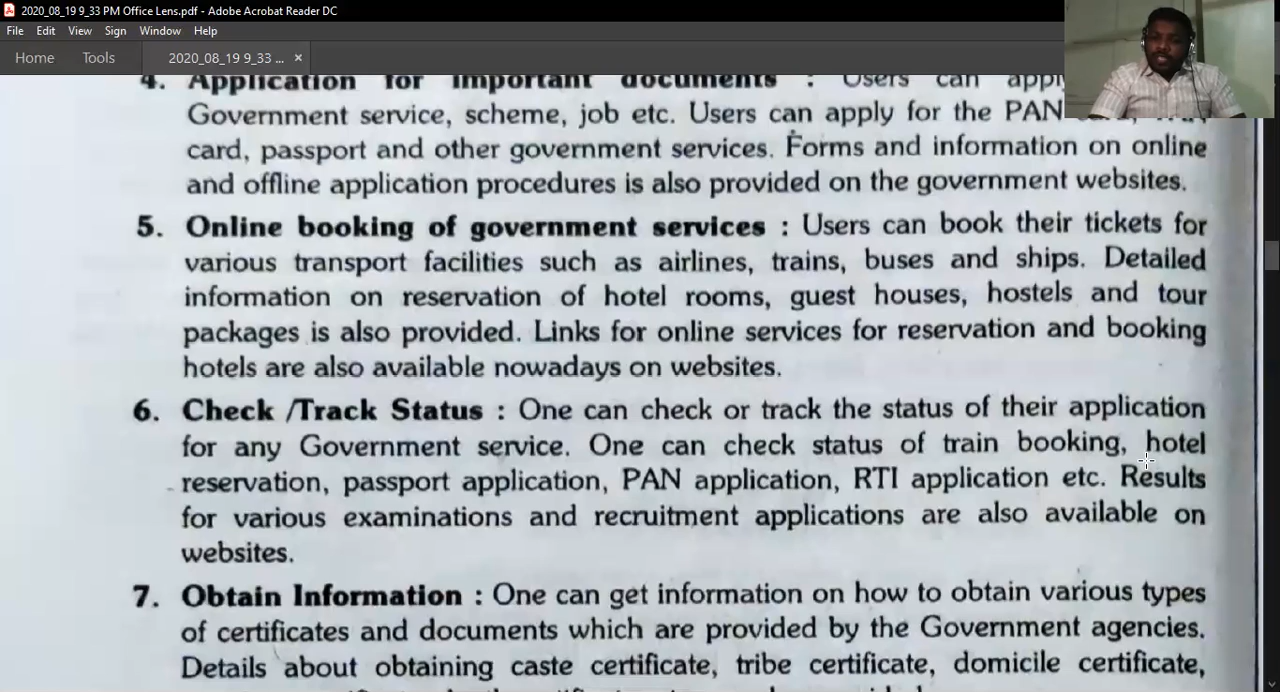 2020_08_19 9_33 PM Office Lens.pdf - Adobe Acrobat Reader DC
File Edit View Sign Window Help
Home Tools 2020_08_19 9_33 ... ×
4. Application for important documents : Users can apply
Government service, scheme, job etc. Users can apply for the PAN
card, passport and other government services. Forms and information on online
and offline application procedures is also provided on the government websites.
5. Online booking of government services : Users can book their tickets for
various transport facilities such as airlines, trains, buses and ships. Detailed
information on reservation of hotel rooms, guest houses, hostels and tour
packages is also provided. Links for online services for reservation and booking
hotels are also available nowadays on websites.
6. Check /Track Status : One can check or track the status of their application
for any Government service. One can check status of train booking, hotel
reservation, passport application, PAN application, RTI application etc. Results
for various examinations and recruitment applications are also available on
websites.
7. Obtain Information : One can get information on how to obtain various types
of certificates and documents which are provided by the Government agencies.
Details about obtaining caste certificate, tribe certificate, domicile certificate,